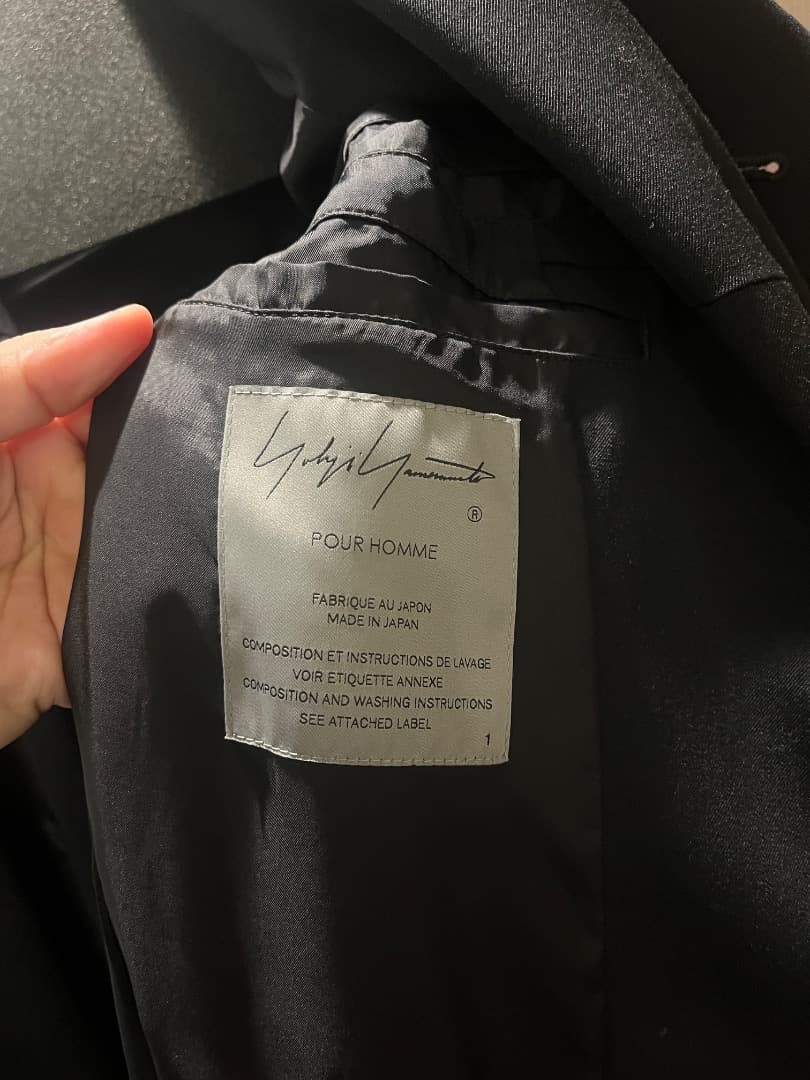 Yohji Yamamoto
®
POUR HOMME
FABRIQUE AU JAPON
MADE IN JAPAN
COMPOSITION ET INSTRUCTIONS DE LAVAGE
VOIR ETIQUETTE ANNEXE
COMPOSITION AND WASHING INSTRUCTIONS
SEE ATTACHED LABEL
1